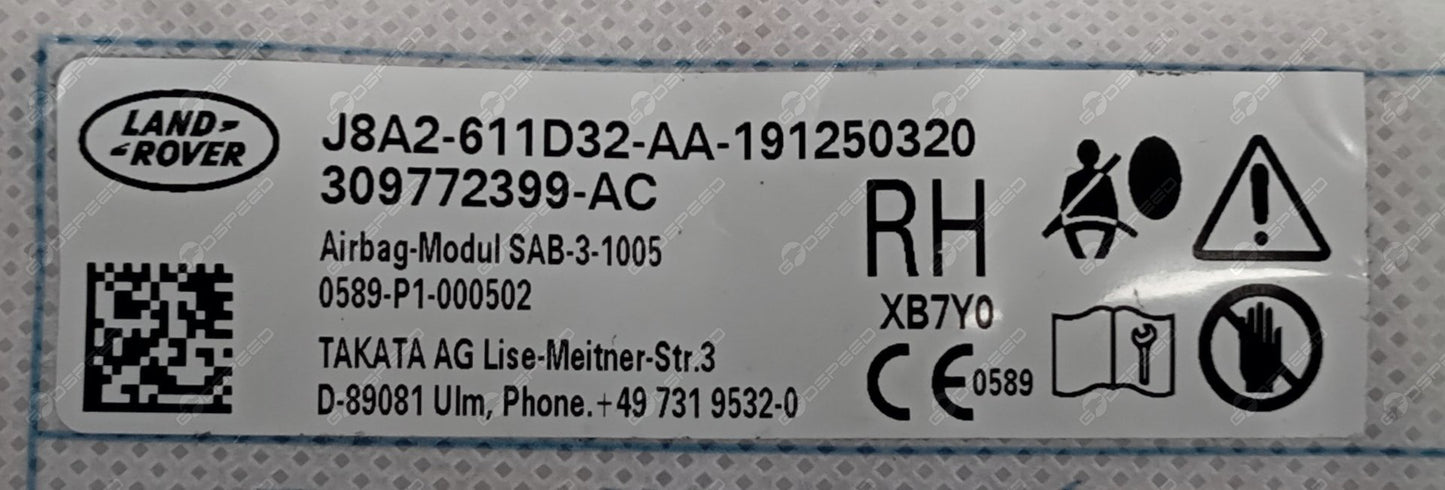 LAND-
-ROVER
J8A2-611D32-AA-191250320
309772399-AC
Airbag-Modul SAB-3-1005
0589-P1-000502
TAKATA AG Lise-Meitner-Str.3
D-89081 Ulm, Phone.+49 731 9532-0
RH
XB7Y0
CE 0589
GODSPEED